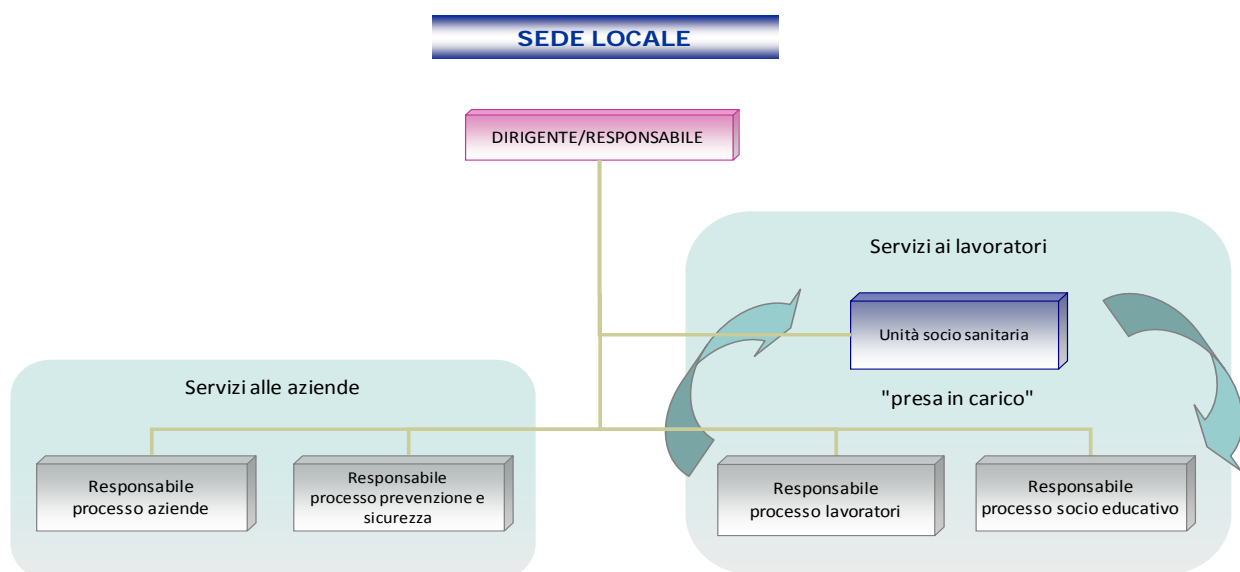 SEDE LOCALE
DIRIGENTE/RESPONSABILE
Servizi ai lavoratori
Unità socio sanitaria
"presa in carico"
Servizi alle aziende
Responsabile
processo aziende
Responsabile
processo prevenzione e
sicurezza
Responsabile
processo lavoratori
Responsabile
processo socio educativo